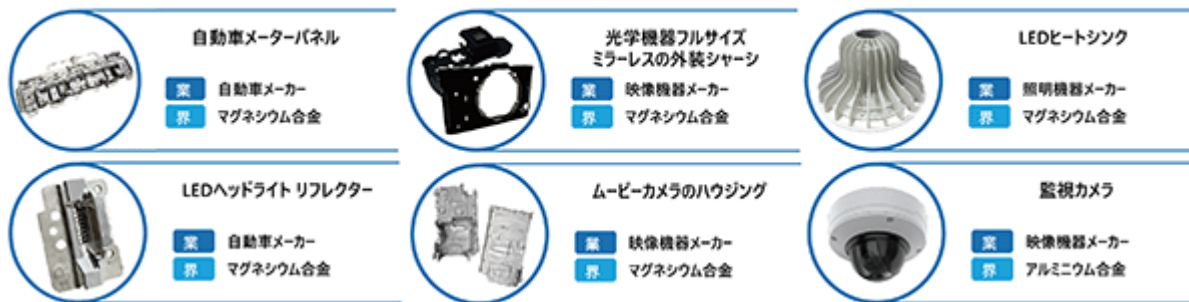 自動車メーターパネル
業 自動車メーカー
界 マグネシウム合金
光学機器フルサイズ
ミラーレスの外装シャーシ
業 映像機器メーカー
界 マグネシウム合金
LEDヒートシンク
業 照明機器メーカー
界 マグネシウム合金
LEDヘッドライト リフレクター
業 自動車メーカー
界 マグネシウム合金
ムービーカメラのハウジング
業 映像機器メーカー
界 マグネシウム合金
監視カメラ
業 映像機器メーカー
界 アルミニウム合金